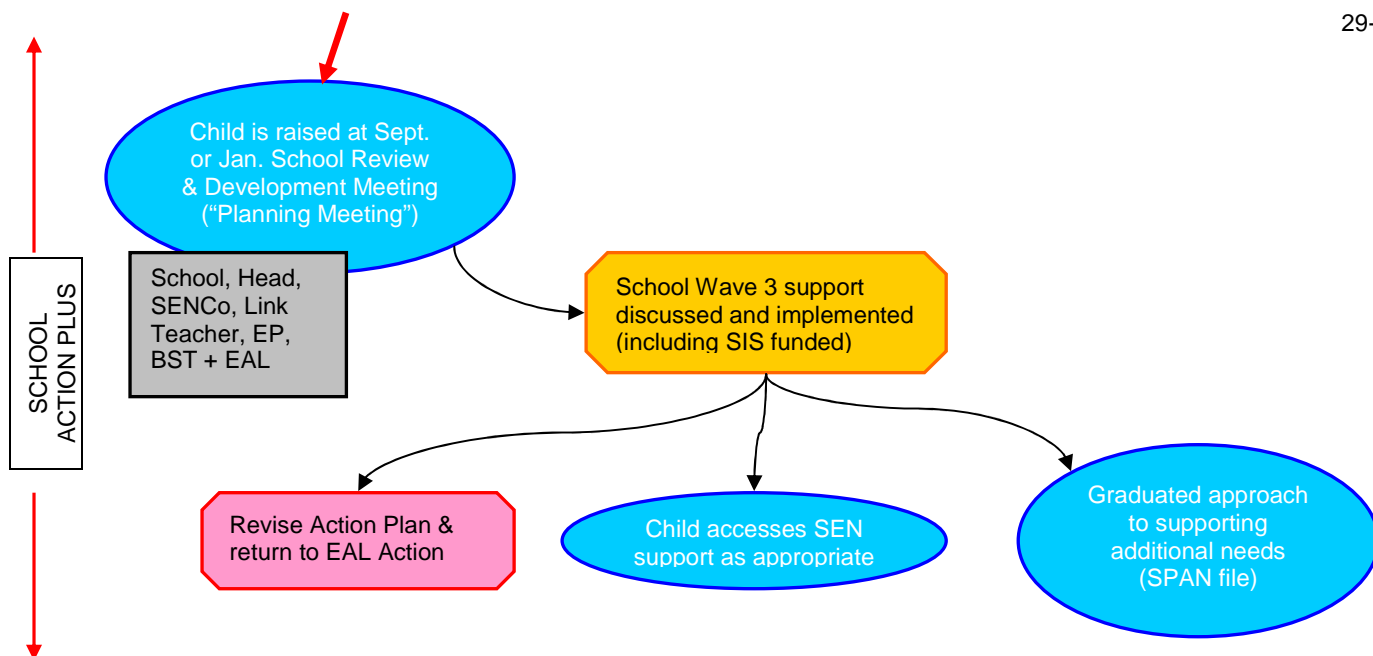 29-
Child is raised at Sept.
or Jan. School Review
& Development Meeting
(“Planning Meeting”)
School, Head,
SENCo, Link
Teacher, EP,
BST + EAL
School Wave 3 support
discussed and implemented
(including SIS funded)
SCHOOL
ACTION PLUS
Revise Action Plan &
return to EAL Action
Child accesses SEN
support as appropriate
Graduated approach
to supporting
additional needs
(SPAN file)